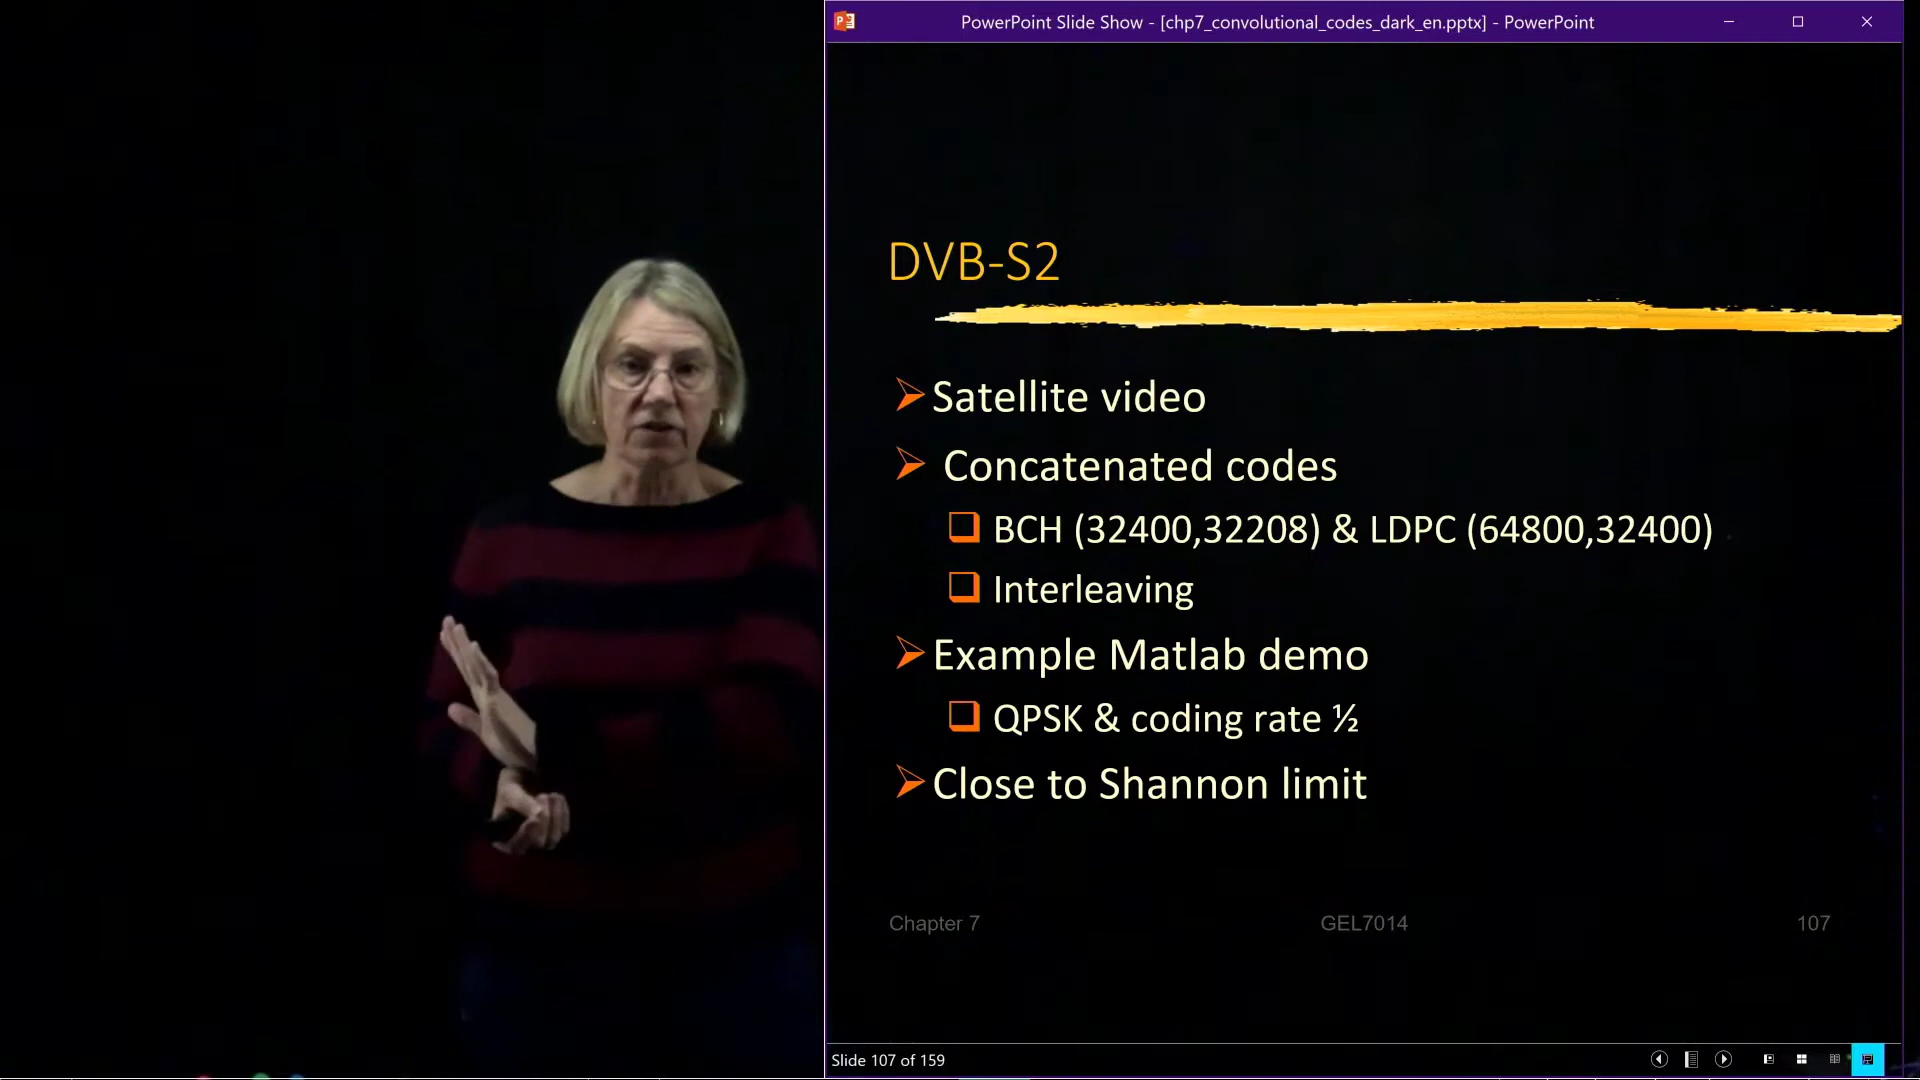 PowerPoint Slide Show - [chp7_convolutional_codes_dark_en.pptx] - PowerPoint
DVB-S2
Satellite video
Concatenated codes
BCH (32400,32208) & LDPC (64800,32400)
Interleaving
Example Matlab demo
QPSK & coding rate ½
Close to Shannon limit
Chapter 7 GEL7014 107
Slide 107 of 159